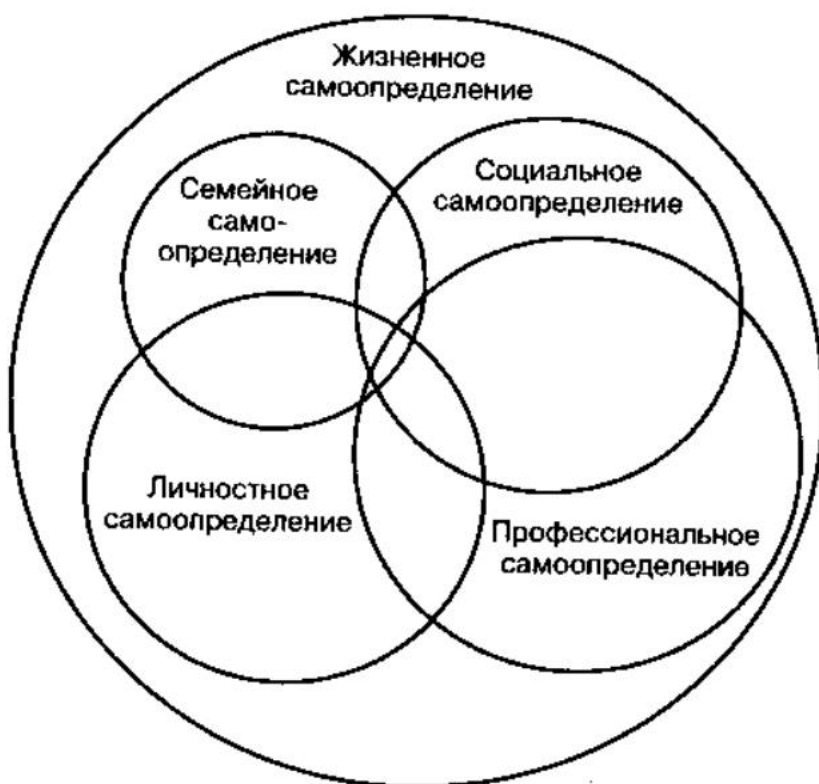 Жизненное
самоопределение
Семейное
само-
определение
Социальное
самоопределение
Личностное
самоопределение
Профессиональное
самоопределение